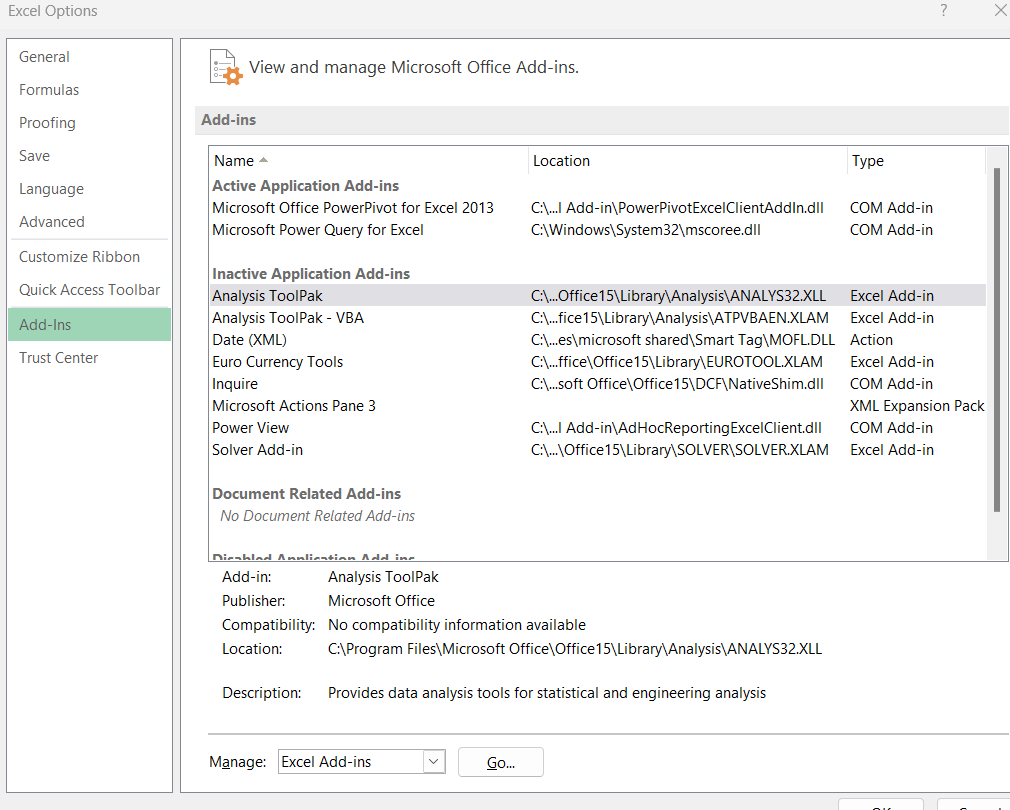 Excel Options
?
General
Formulas
Proofing
Save
Language
Advanced
Customize Ribbon
Quick Access Toolbar
Add-Ins
Trust Center
View and manage Microsoft Office Add-ins.
Add-ins
Name Location Type
Active Application Add-ins
Microsoft Office PowerPivot for Excel 2013 C:\...l Add-in\PowerPivotExcelClientAddIn.dll COM Add-in
Microsoft Power Query for Excel C:\Windows\System32\mscoree.dll COM Add-in
Inactive Application Add-ins
Analysis ToolPak C:\...Office15\Library\Analysis\ANALYS32.XLL Excel Add-in
Analysis ToolPak - VBA C:\...fice15\Library\Analysis\ATPVBAEN.XLAM Excel Add-in
Date (XML) C:\...es\microsoft shared\Smart Tag\MOFL.DLL Action
Euro Currency Tools C:\...ffice\Office15\Library\EUROTOOL.XLAM Excel Add-in
Inquire C:\...soft Office\Office15\DCF\NativeShim.dll COM Add-in
Microsoft Actions Pane 3 XML Expansion Pack
Power View C:\...l Add-in\AdHocReportingExcelClient.dll COM Add-in
Solver Add-in C:\...\Office15\Library\SOLVER\SOLVER.XLAM Excel Add-in
Document Related Add-ins
No Document Related Add-ins
Disabled Application Add-ins
Add-in: Analysis ToolPak
Publisher: Microsoft Office
Compatibility: No compatibility information available
Location: C:\Program Files\Microsoft Office\Office15\Library\Analysis\ANALYS32.XLL
Description: Provides data analysis tools for statistical and engineering analysis
Manage: Excel Add-ins Go...